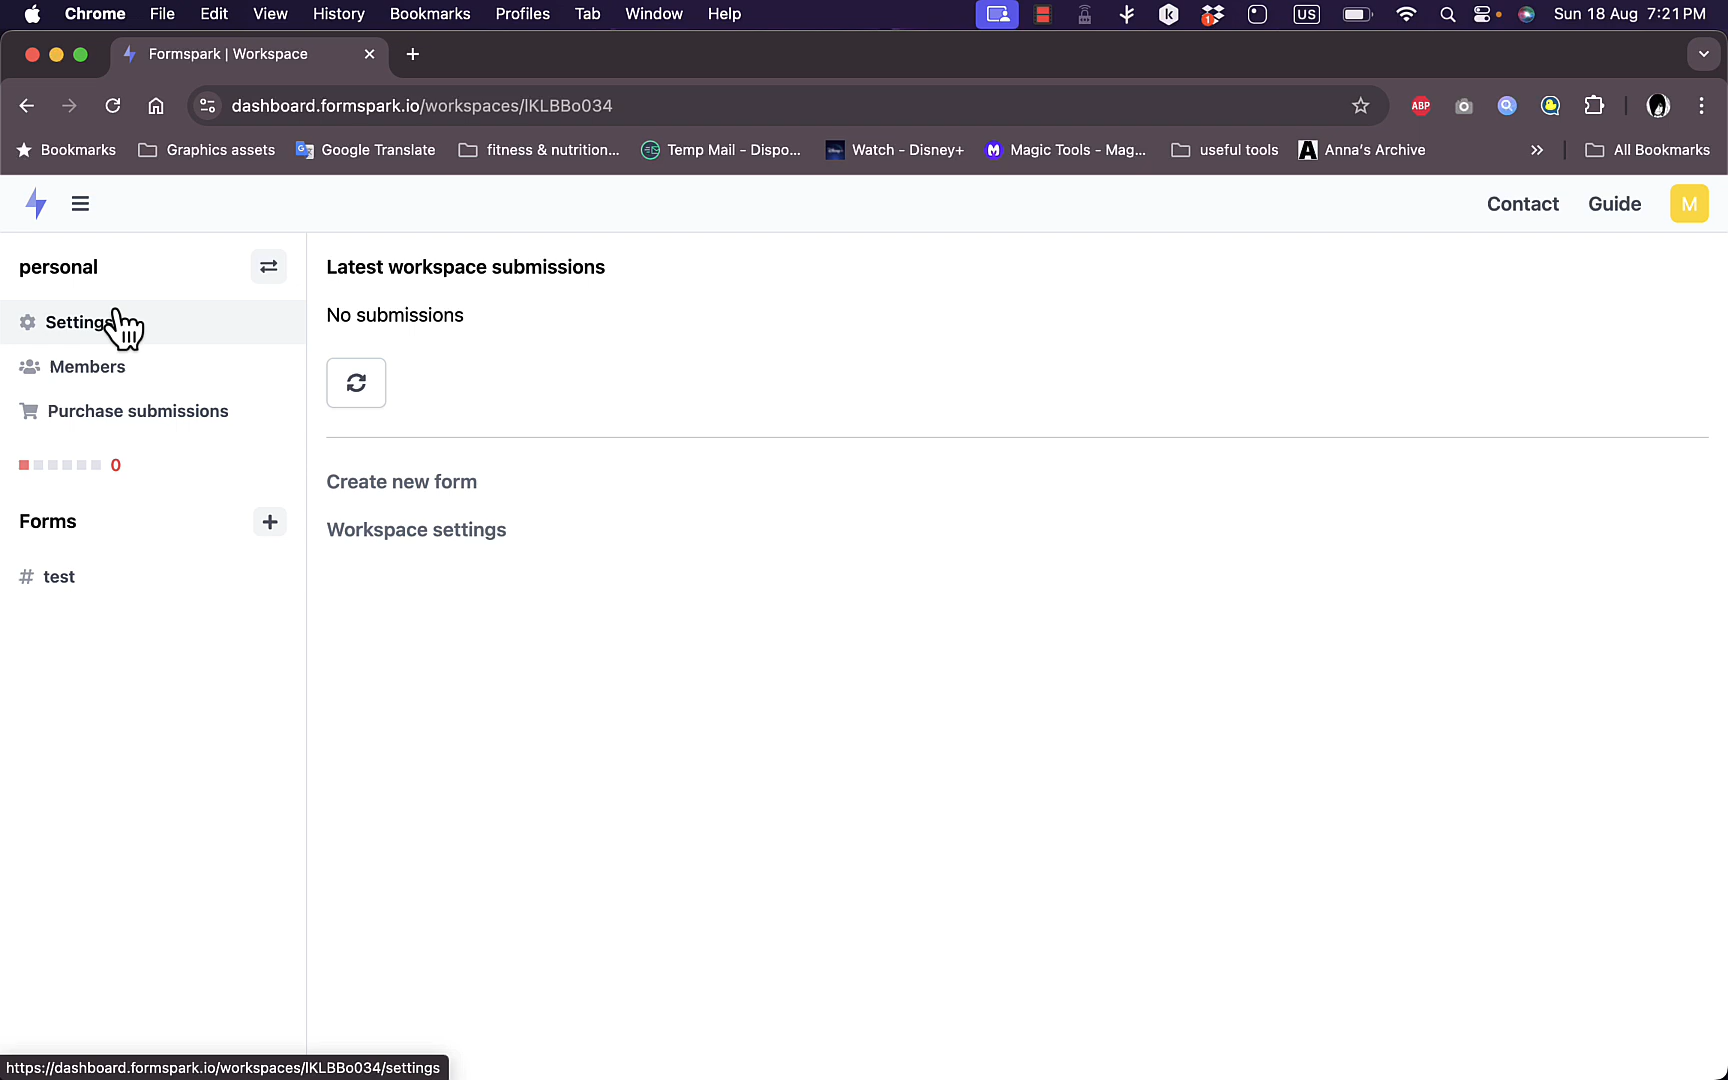 Chrome File Edit View History Bookmarks Profiles Tab Window Help 1 US Sun 18 Aug 7:21 PM
Formspark | Workspace
dashboard.formspark.io/workspaces/lKLBBo034 ABP
Bookmarks Graphics assets Google Translate fitness & nutrition... Temp Mail - Dispo... Watch - Disney+ Magic Tools - Mag... useful tools Anna's Archive All Bookmarks
Contact Guide M
personal
Settings
Members
Purchase submissions
0
Forms
# test
Latest workspace submissions
No submissions
Create new form
Workspace settings
https://dashboard.formspark.io/workspaces/lKLBBo034/settings